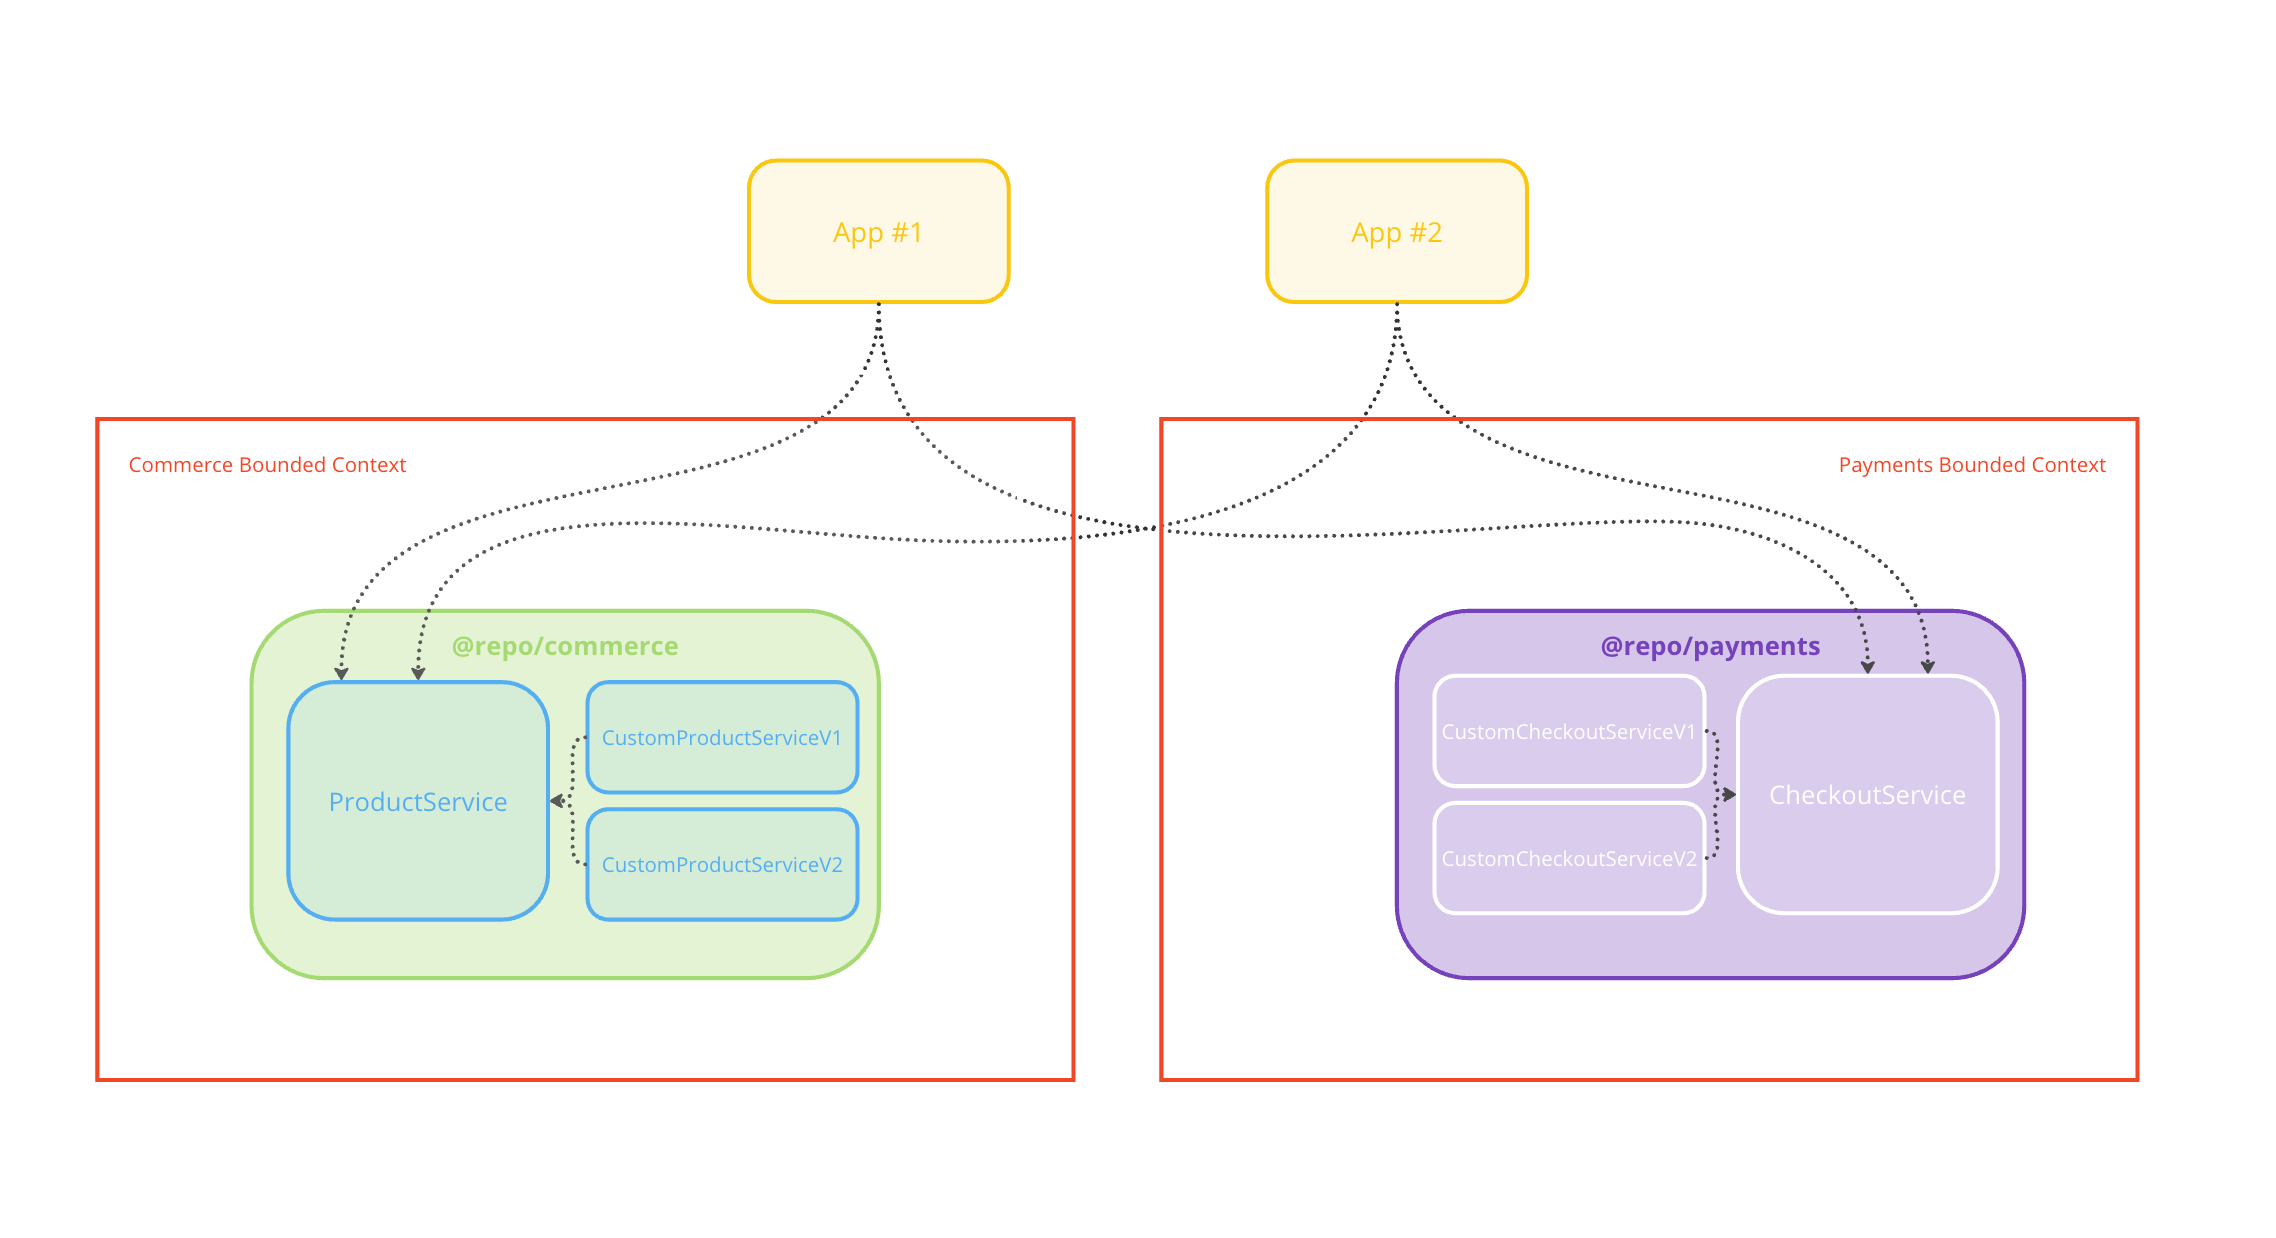 App #1
App #2
Commerce Bounded Context
Payments Bounded Context
@repo/commerce
ProductService
CustomProductServiceV1
CustomProductServiceV2
@repo/payments
CustomCheckoutServiceV1
CustomCheckoutServiceV2
CheckoutService